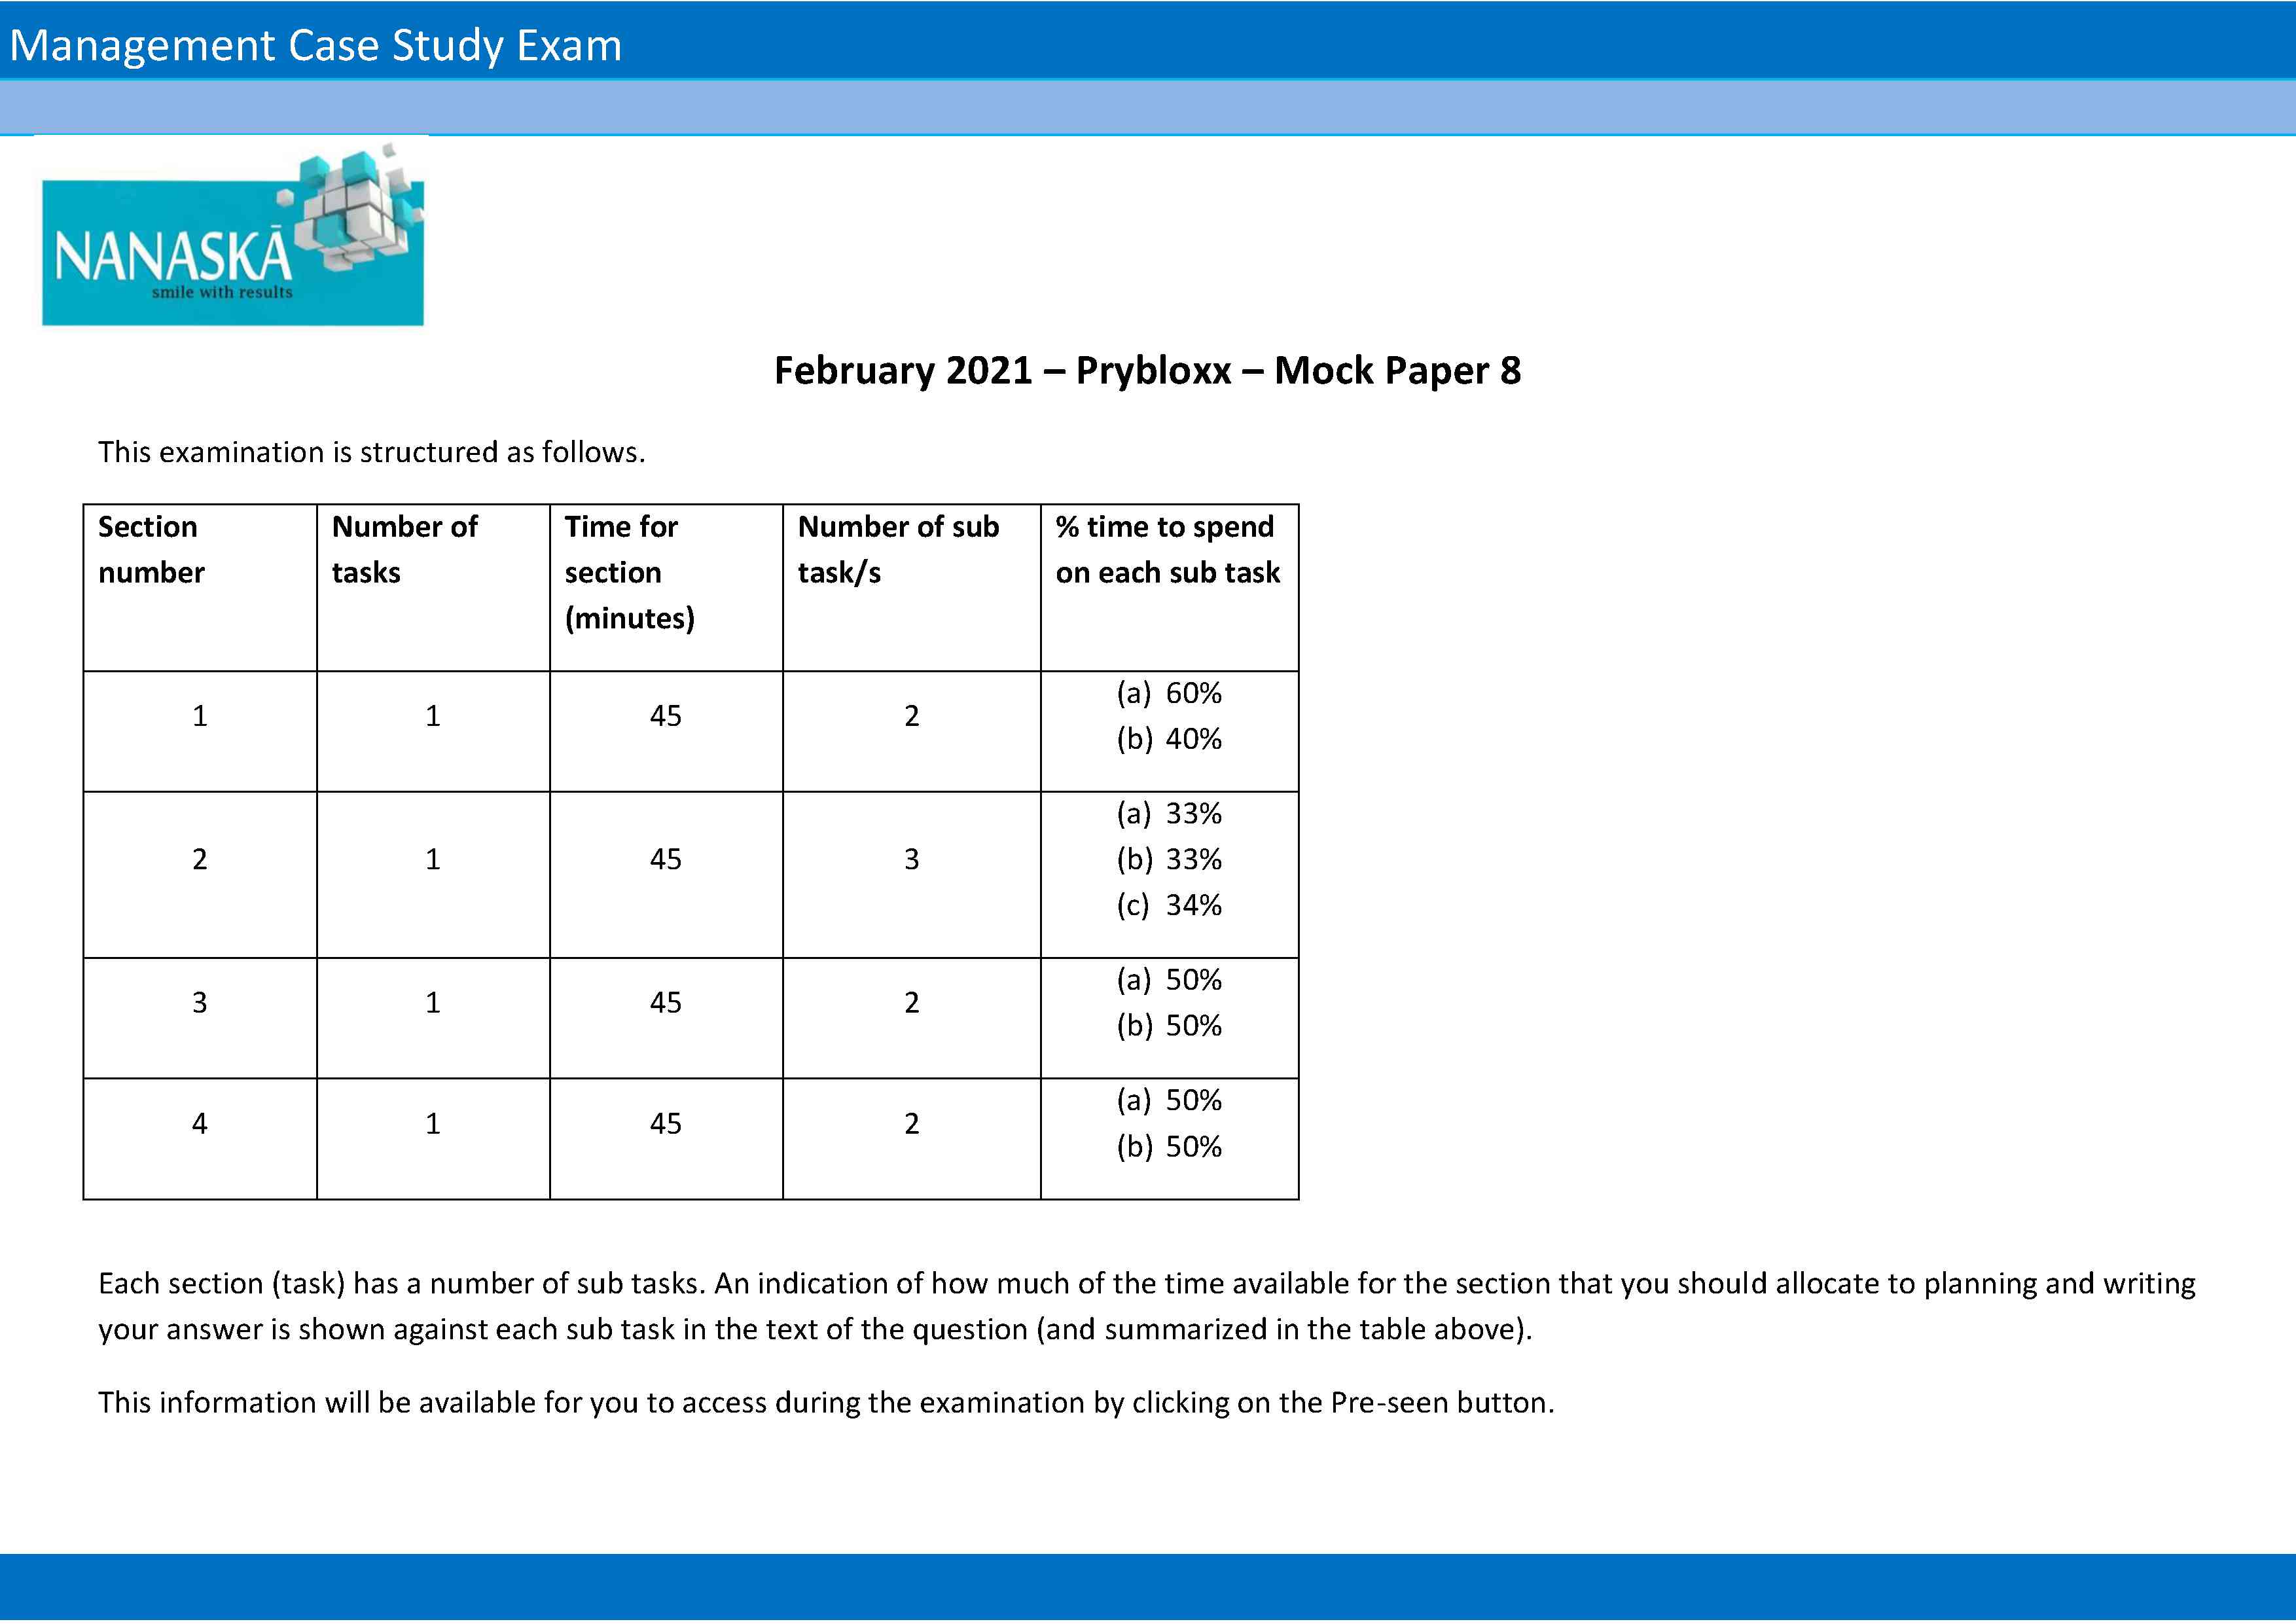 Management Case Study Exam
NANASKĀ
smile with results
February 2021 – Prybloxx – Mock Paper 8
This examination is structured as follows.
Section number | Number of tasks | Time for section (minutes) | Number of sub task/s | % time to spend on each sub task
1 | 1 | 45 | 2 | (a) 60%
(b) 40%
2 | 1 | 45 | 3 | (a) 33%
(b) 33%
(c) 34%
3 | 1 | 45 | 2 | (a) 50%
(b) 50%
4 | 1 | 45 | 2 | (a) 50%
(b) 50%
Each section (task) has a number of sub tasks. An indication of how much of the time available for the section that you should allocate to planning and writing
your answer is shown against each sub task in the text of the question (and summarized in the table above).
This information will be available for you to access during the examination by clicking on the Pre-seen button.